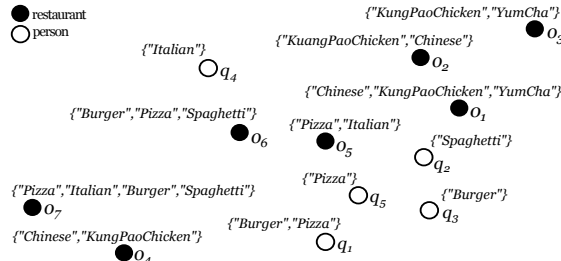 restaurant
{"KungPaoChicken","YumCha"}
person
o3
{"Italian"}
{"KuangPaoChicken","Chinese"}
q4
o2
{"Chinese","KungPaoChicken","YumCha"}
{"Burger","Pizza","Spaghetti"}
o1
{"Pizza","Italian"}
o6
o5
{"Spaghetti"}
q2
{"Pizza"}
{"Pizza","Italian","Burger","Spaghetti"}
{"Burger"}
q5
o7
q3
{"Burger","Pizza"}
{"Chinese","KungPaoChicken"}
q1
o4